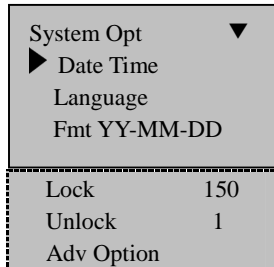 System Opt ▼
▶ Date Time
Language
Fmt YY-MM-DD
Lock 150
Unlock 1
Adv Option